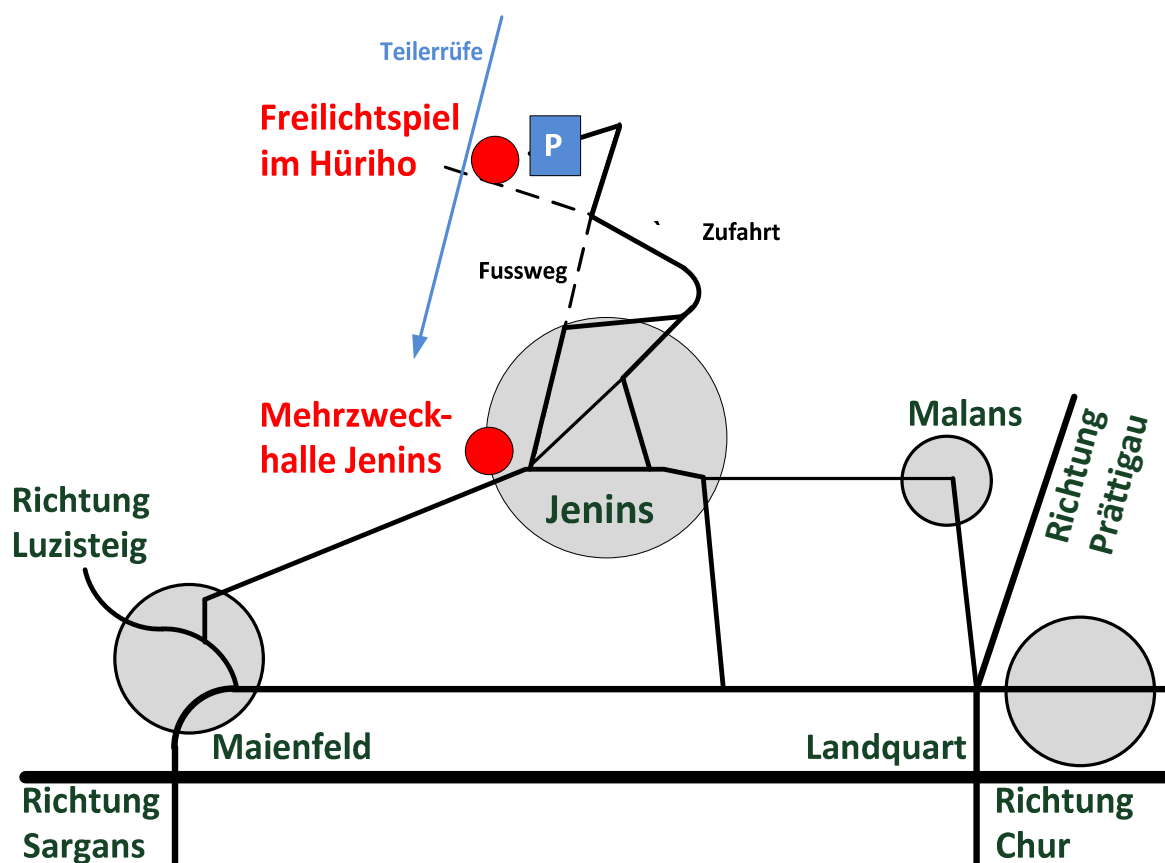 Teilerrüfe
Freilichtspiel
im Hüriho
P
Zufahrt
Fussweg
Mehrzweck-
halle Jenins
Malans
Richtung
Prättigau
Jenins
Richtung
Luzisteig
Maienfeld
Landquart
Richtung
Sargans
Richtung
Chur